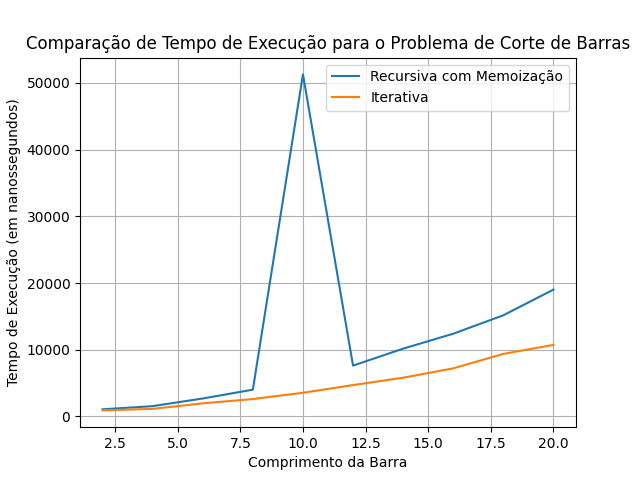 Comparação de Tempo de Execução para o Problema de Corte de Barras
Recursiva com Memoização
Iterativa
Tempo de Execução (em nanossegundos)
50000
40000
30000
20000
10000
0
2.5 5.0 7.5 10.0 12.5 15.0 17.5 20.0
Comprimento da Barra